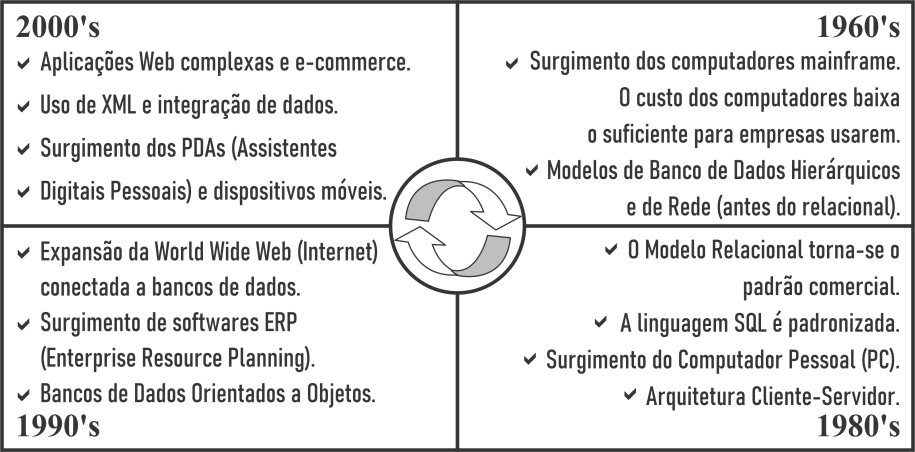 2000's
Aplicações Web complexas e e-commerce.
Uso de XML e integração de dados.
Surgimento dos PDAs (Assistentes
Digitais Pessoais) e dispositivos móveis.
1960's
Surgimento dos computadores mainframe.
O custo dos computadores baixa
o suficiente para empresas usarem.
Modelos de Banco de Dados Hierárquicos
e de Rede (antes do relacional).
Expansão da World Wide Web (Internet)
conectada a bancos de dados.
Surgimento de softwares ERP
(Enterprise Resource Planning).
Bancos de Dados Orientados a Objetos.
1990's
O Modelo Relacional torna-se o
padrão comercial.
A linguagem SQL é padronizada.
Surgimento do Computador Pessoal (PC).
Arquitetura Cliente-Servidor.
1980's